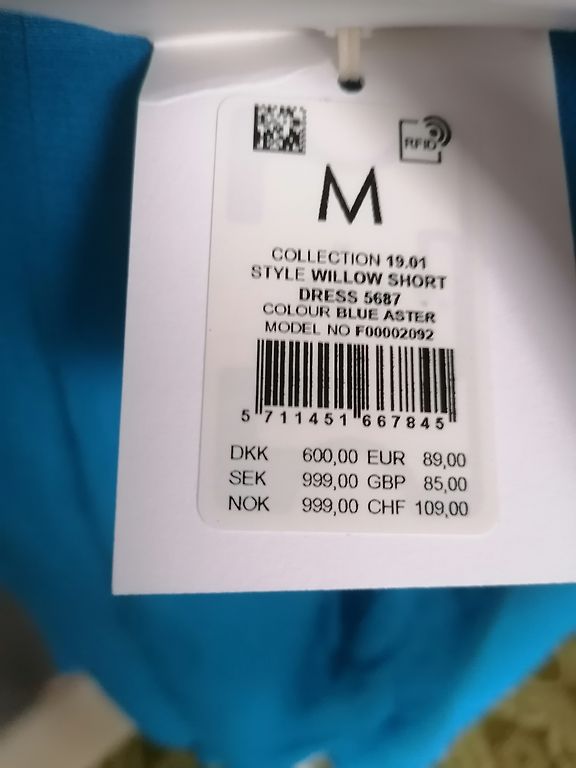 RFID
M
COLLECTION 19.01
STYLE WILLOW SHORT
DRESS 5687
COLOUR BLUE ASTER
MODEL NO F00002092
5 711451 667845
DKK 600,00 EUR 89,00
SEK 999,00 GBP 85,00
NOK 999,00 CHF 109,00